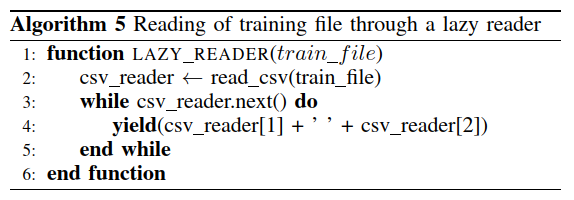 Algorithm 5 Reading of training file through a lazy reader
1: function LAZY_READER(train_file)
2: csv_reader ← read_csv(train_file)
3: while csv_reader.next() do
4: yield(csv_reader[1] + ’ ’ + csv_reader[2])
5: end while
6: end function